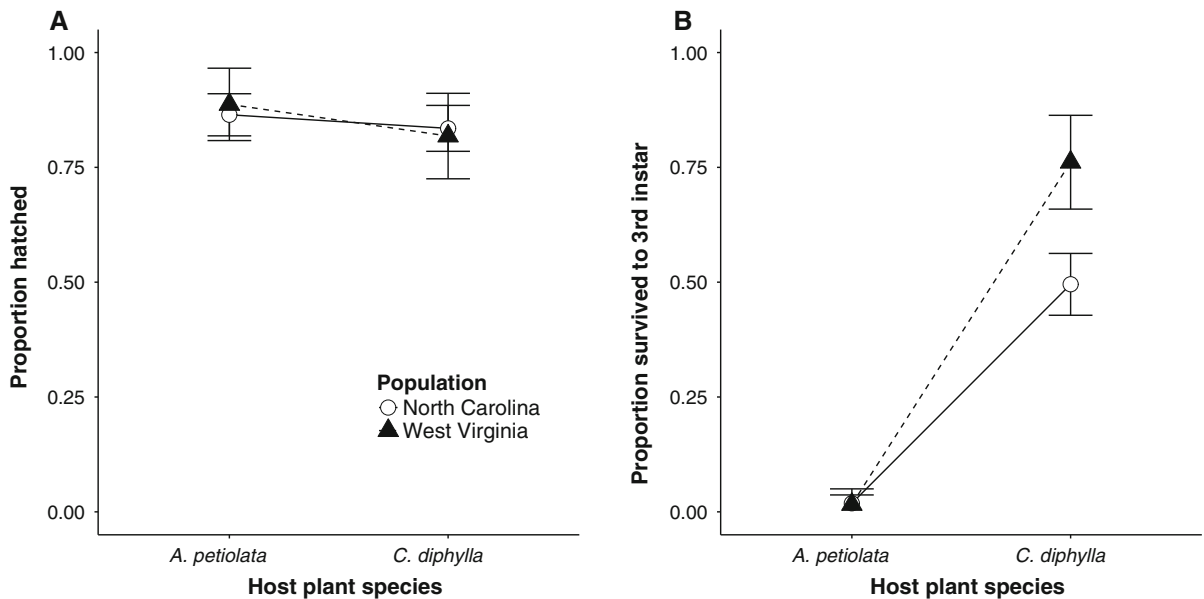 A
1.00
0.75
0.50
0.25
0.00
Proportion hatched
Population
North Carolina
West Virginia
A. petiolata C. diphylla
Host plant species
B
1.00
0.75
0.50
0.25
0.00
Proportion survived to 3rd instar
A. petiolata C. diphylla
Host plant species